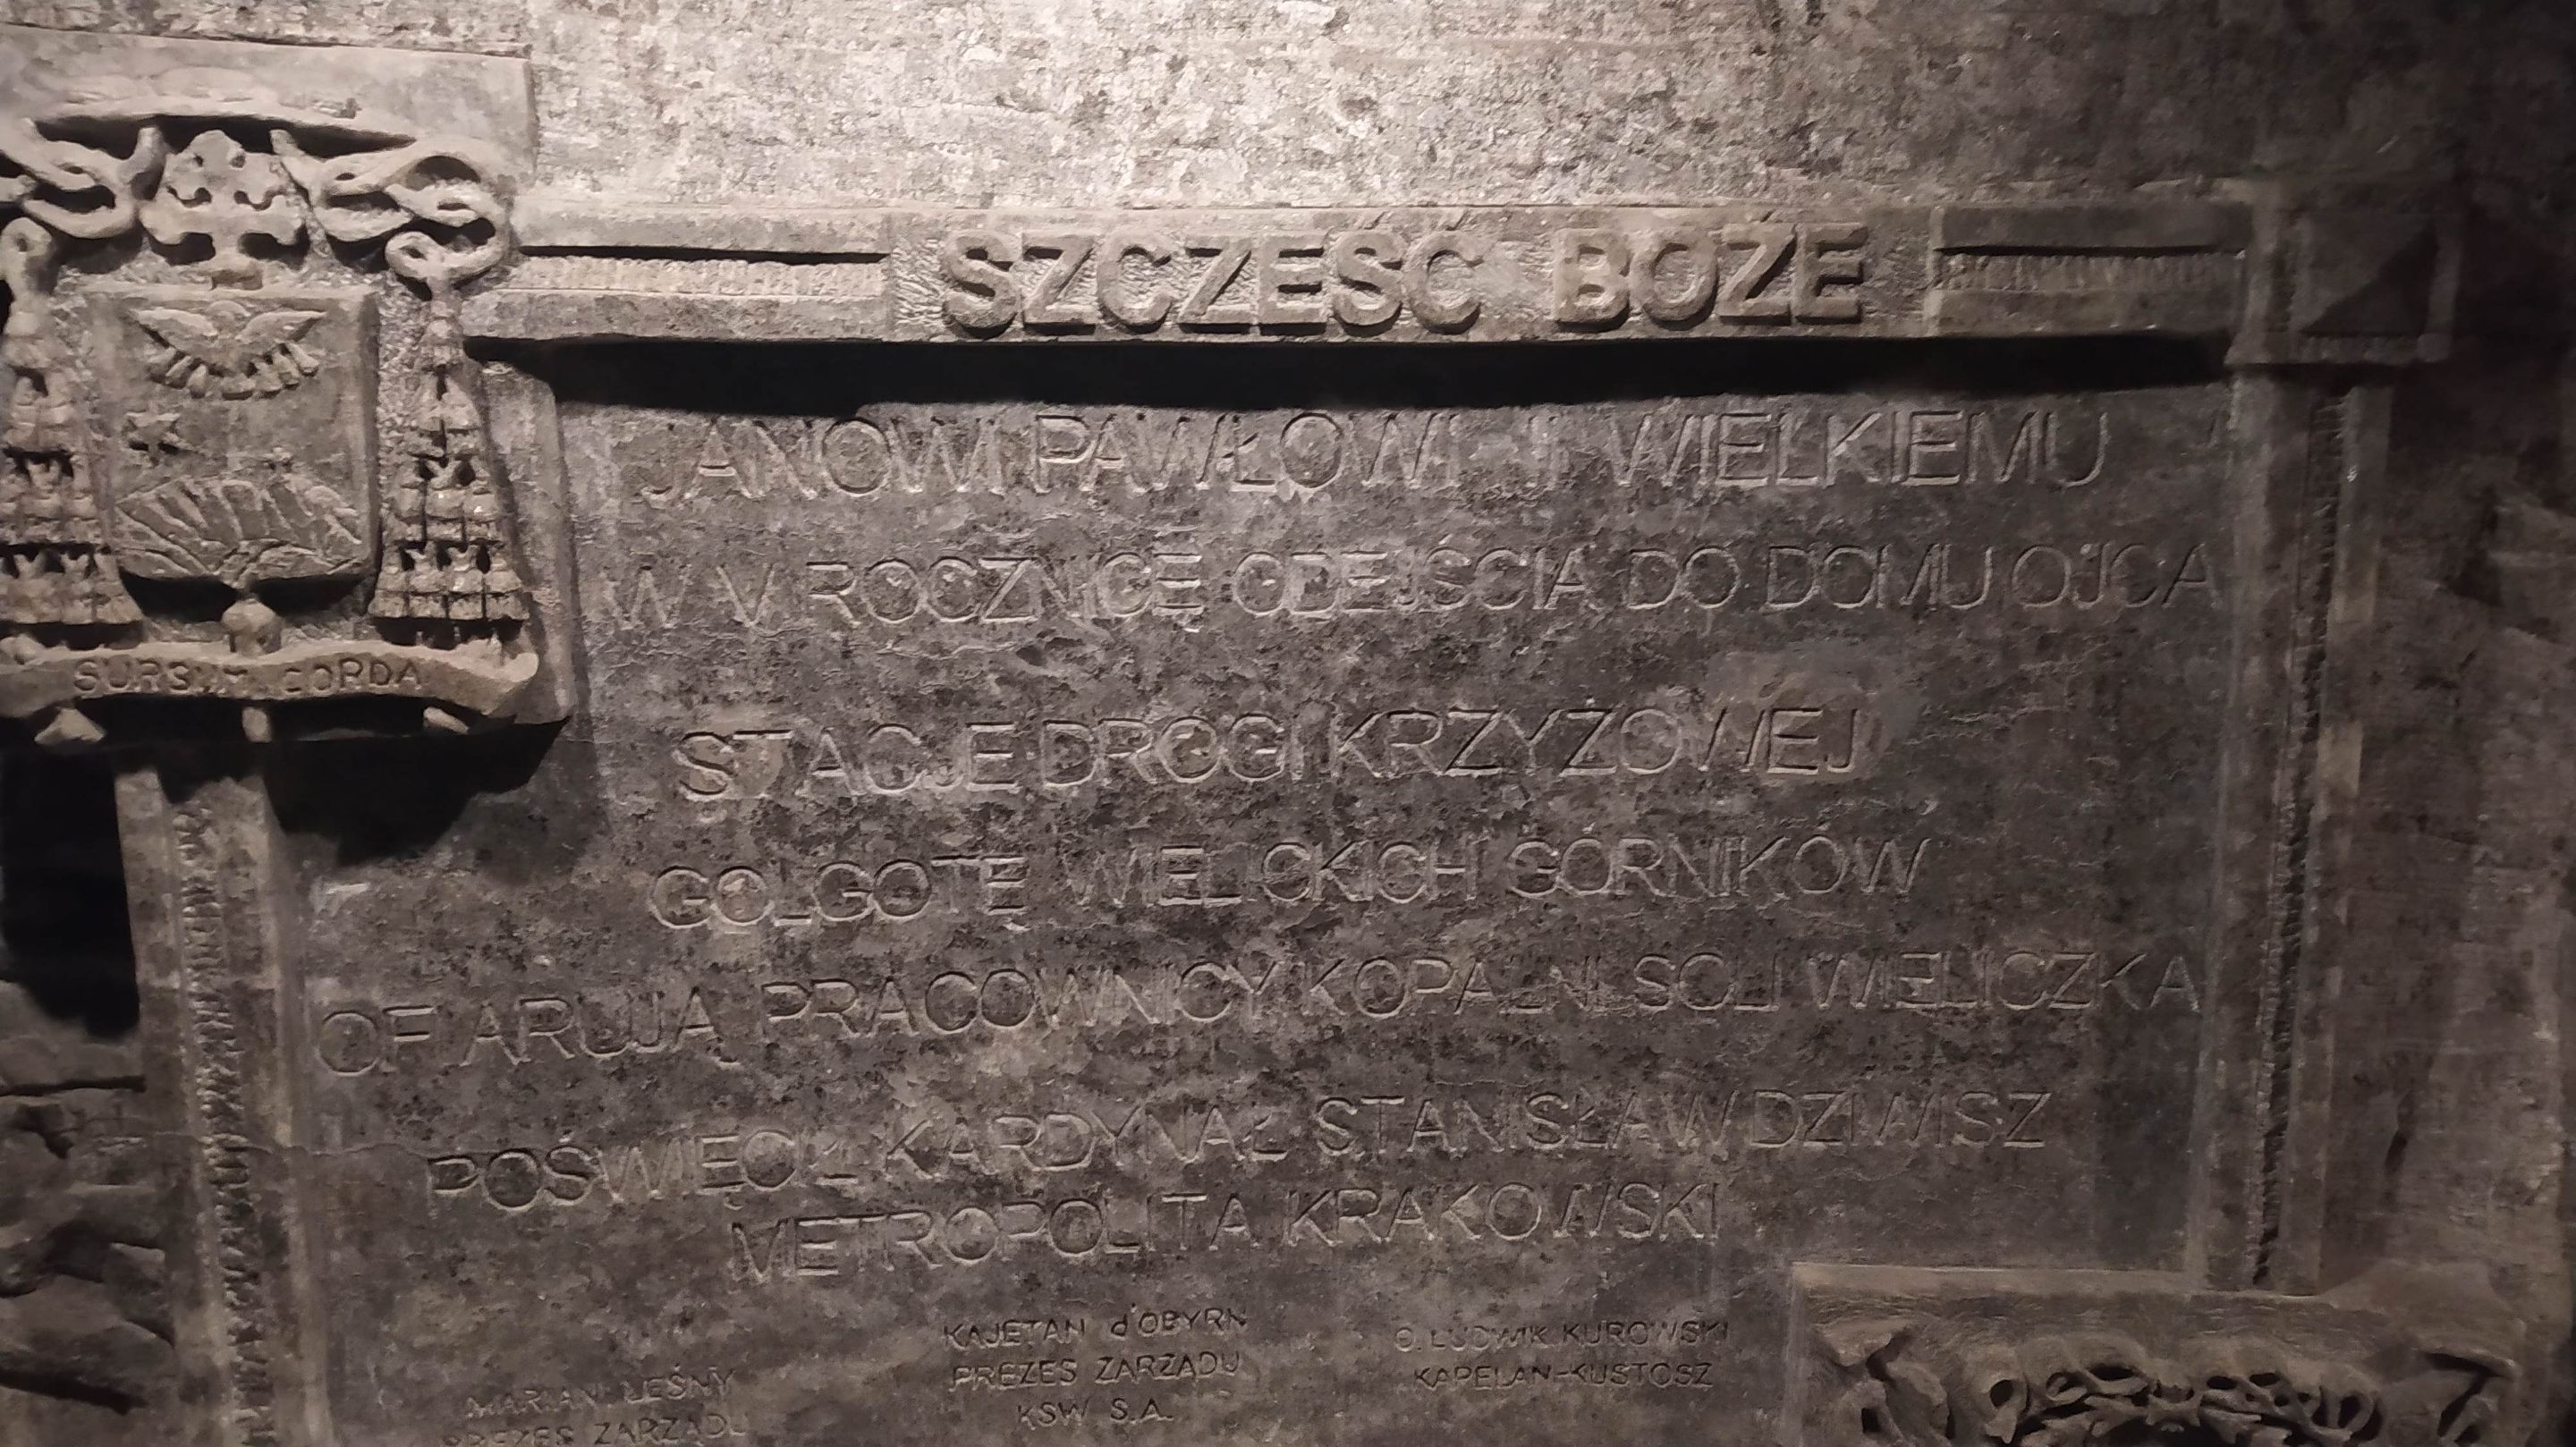 SZCZĘŚĆ BOŻE
JANOWI PAWŁOWI II WIELKIEMU
W V ROCZNICĘ ODEJŚCIA DO DOMU OJCA
STACJE DROGI KRZYŻOWEJ
GOLGOTĘ WIELICKICH GÓRNIKÓW
OFIARUJĄ PRACOWNICY KOPALNI SOLI WIELICZKA
POŚWIĘCIŁ KARDYNAŁ STANISŁAW DZIWISZ
METROPOLITA KRAKOWSKI
SURSUM CORDA
MARIAN LEŚNY
PREZES ZARZĄDU
KAJETAN d'OBYRN
PREZES ZARZĄDU
KSW S.A.
O. LUDWIK KUROWSKI
KAPELAN-KUSTOSZ